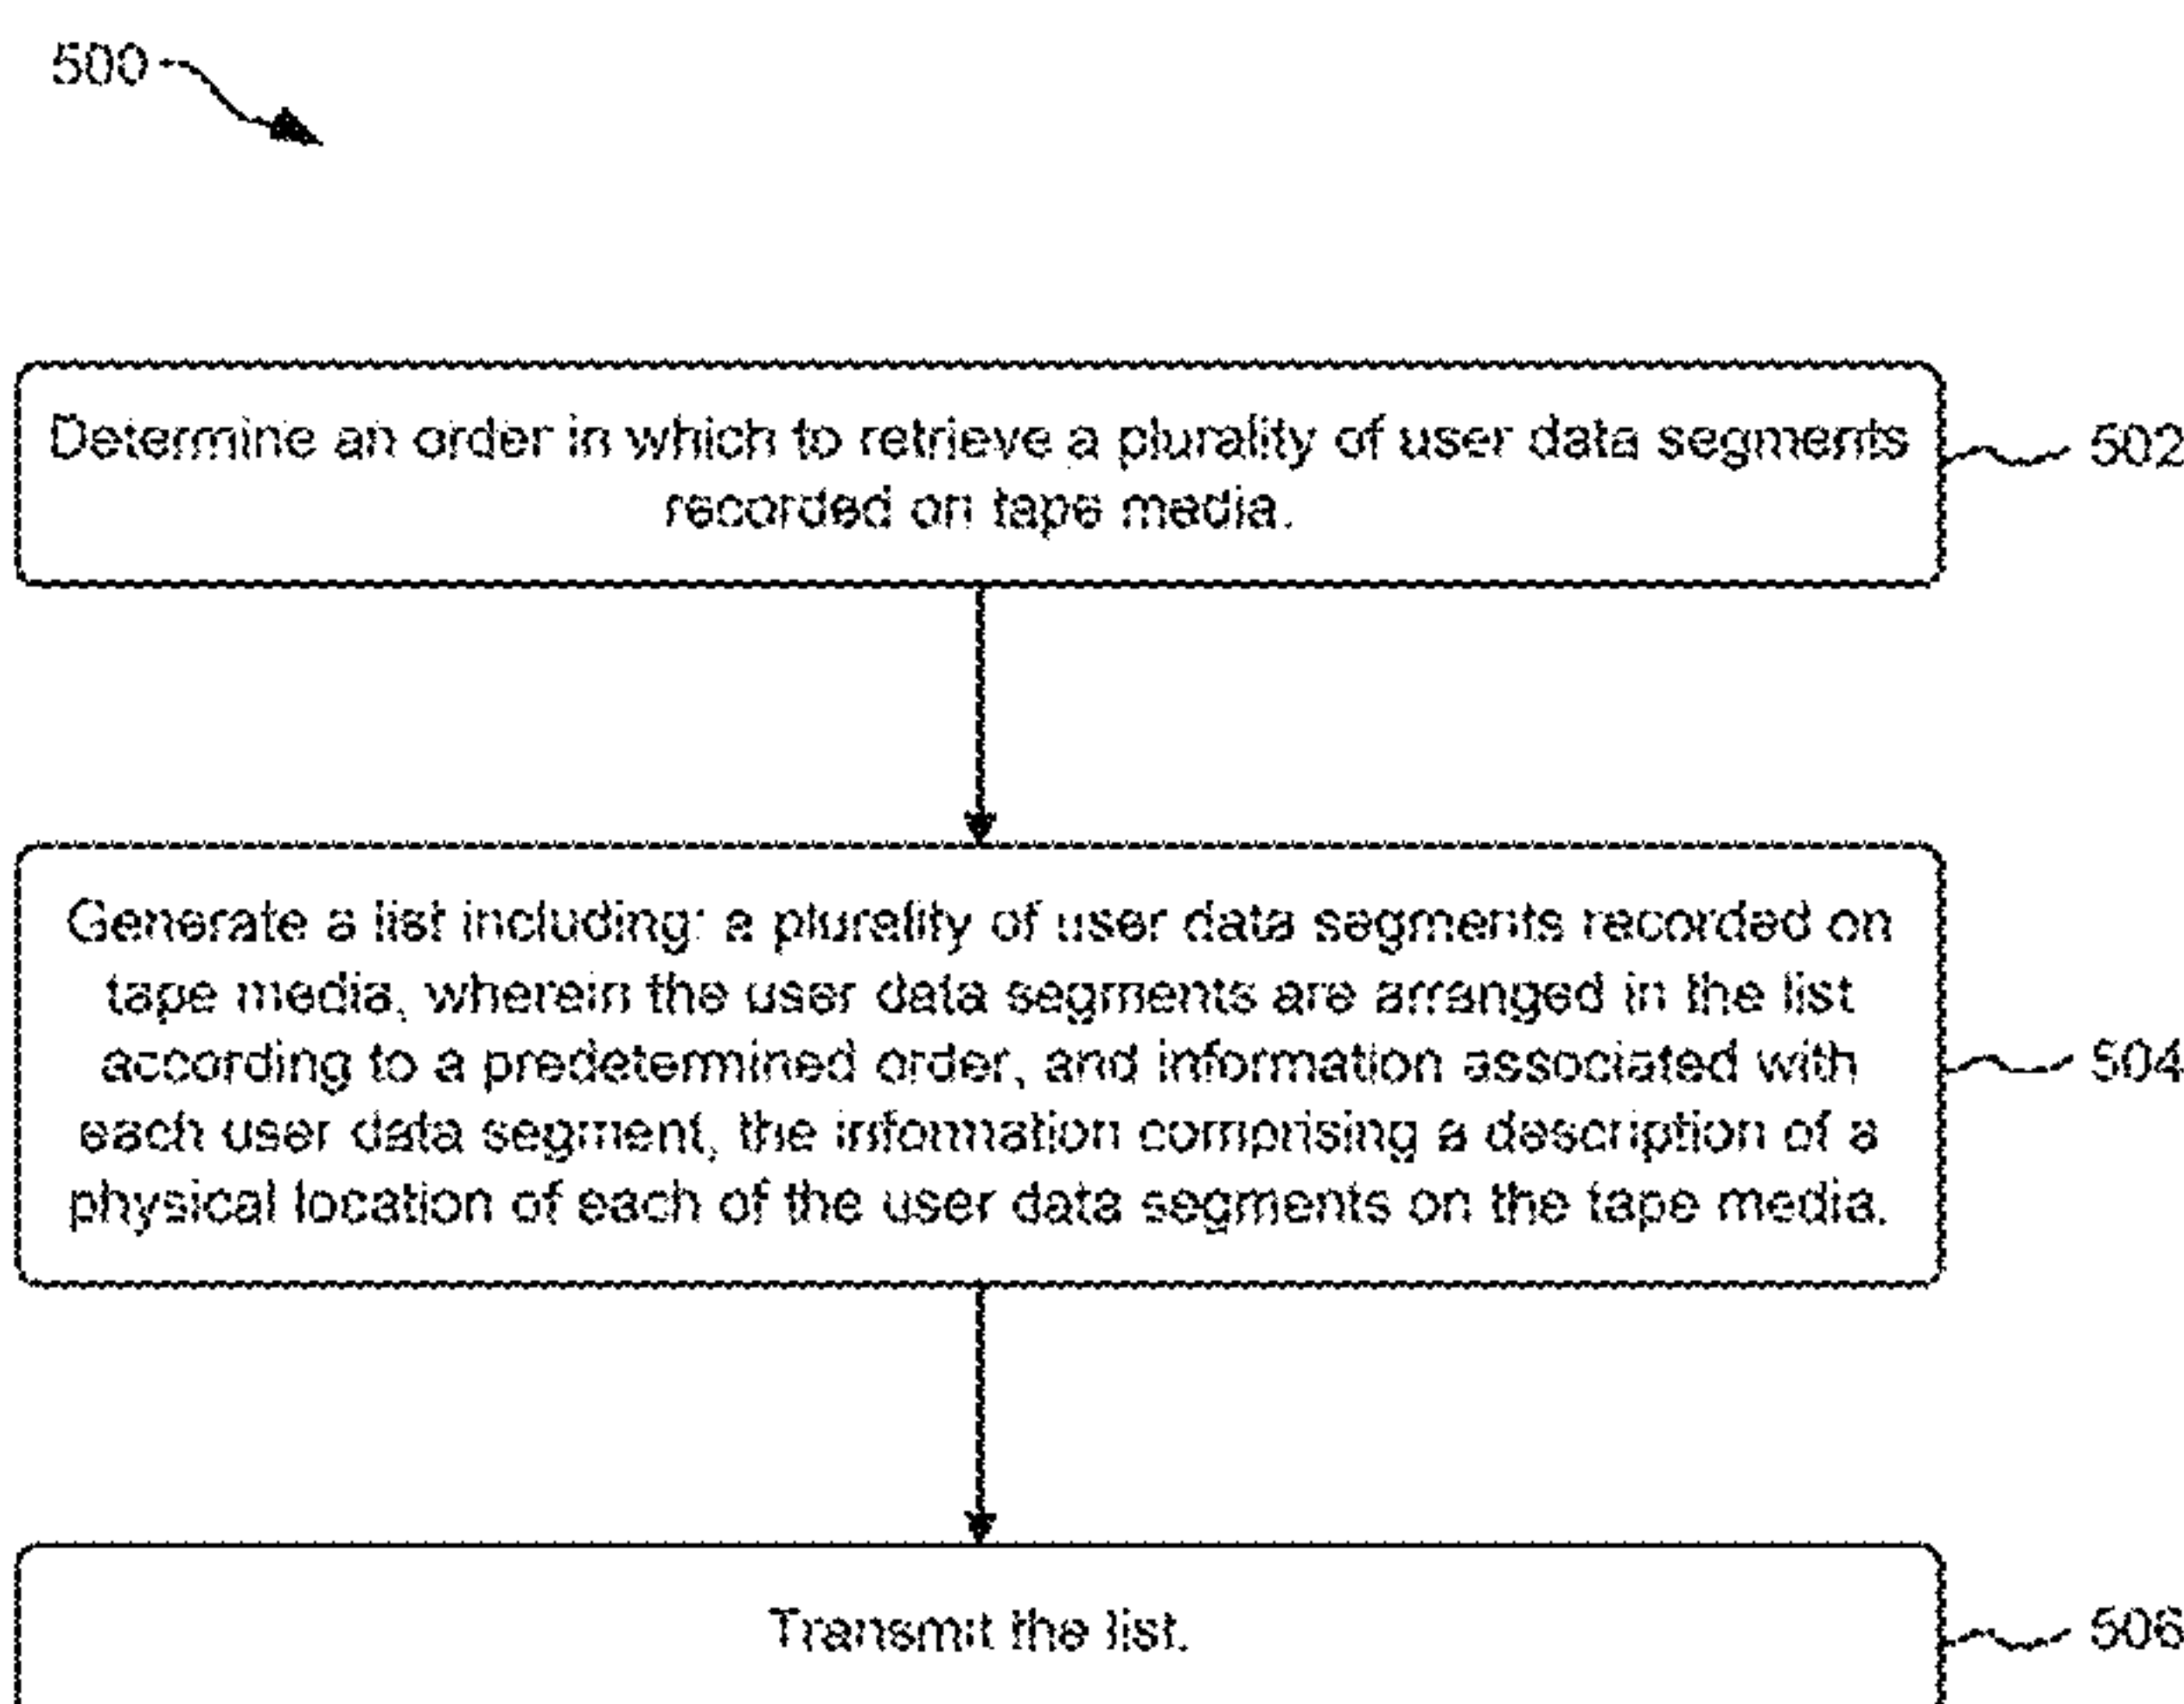 500
Determine an order in which to retrieve a plurality of user data segments
recorded on tape media.
502
Generate a list including: a plurality of user data segments recorded on
tape media, wherein the user data segments are arranged in the list
according to a predetermined order, and information associated with
each user data segment, the information comprising a description of a
physical location of each of the user data segments on the tape media.
504
Transmit the list.
506